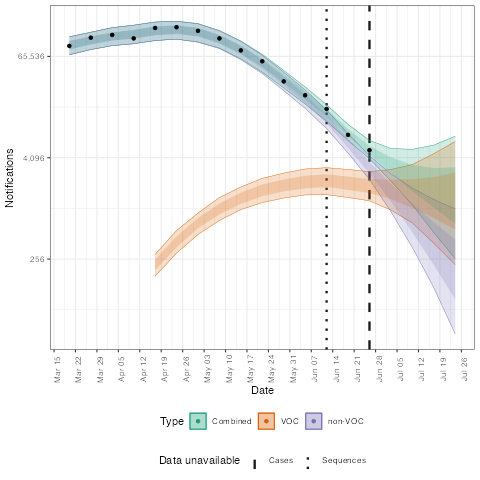 Notifications
65,536
4,096
256
Mar 15
Mar 22
Mar 29
Apr 05
Apr 12
Apr 19
Apr 26
May 03
May 10
May 17
May 24
May 31
Jun 07
Jun 14
Jun 21
Jun 28
Jul 05
Jul 12
Jul 19
Jul 26
Date
Type Combined VOC non-VOC
Data unavailable Cases Sequences